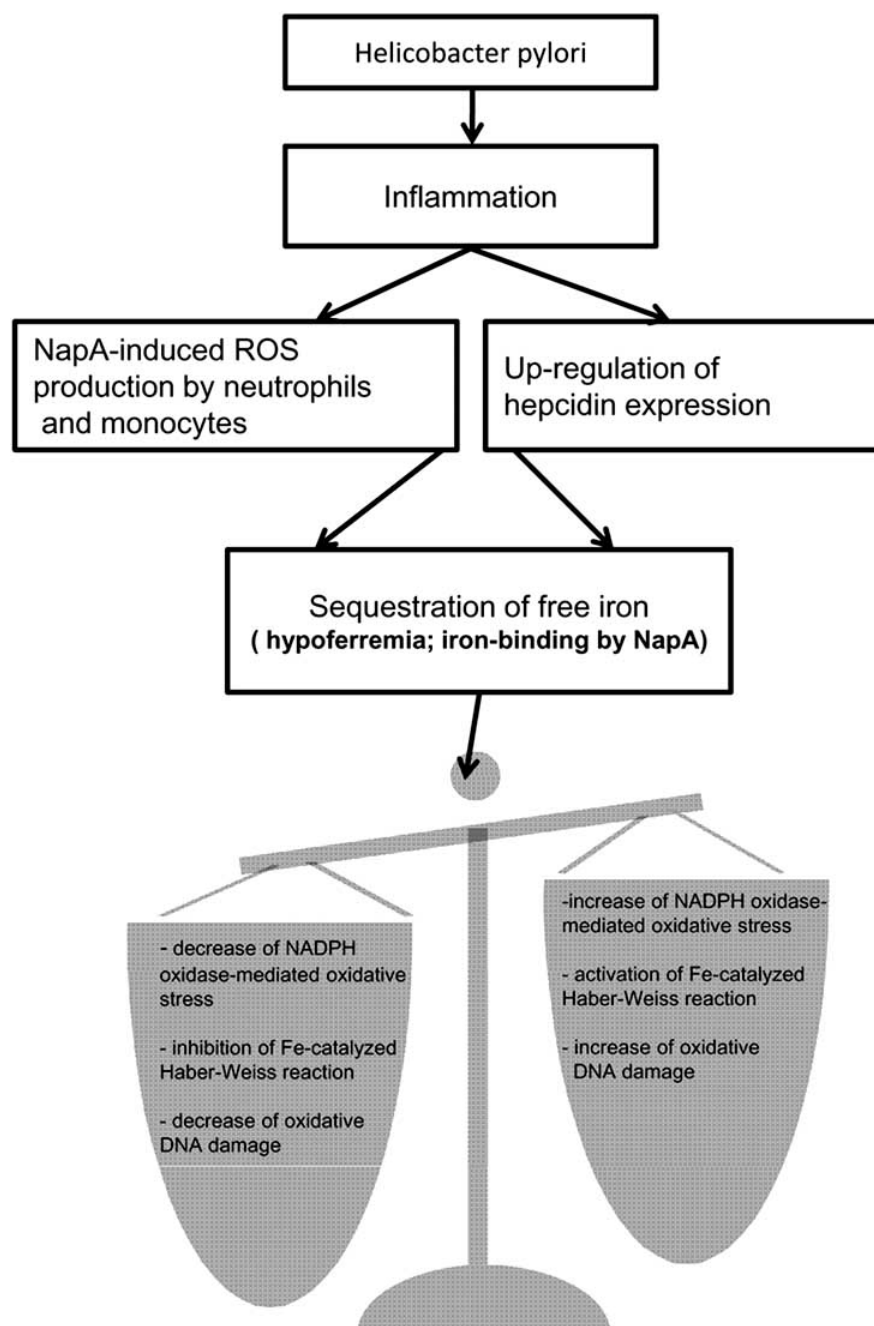 Helicobacter pylori
Inflammation
NapA-induced ROS
production by neutrophils
and monocytes
Up-regulation of
hepcidin expression
Sequestration of free iron
( hypoferremia; iron-binding by NapA)
- decrease of NADPH
oxidase-mediated oxidative
stress
- inhibition of Fe-catalyzed
Haber-Weiss reaction
- decrease of oxidative
DNA damage
-increase of NADPH oxidase-
mediated oxidative stress
- activation of Fe-catalyzed
Haber-Weiss reaction
- increase of oxidative
DNA damage